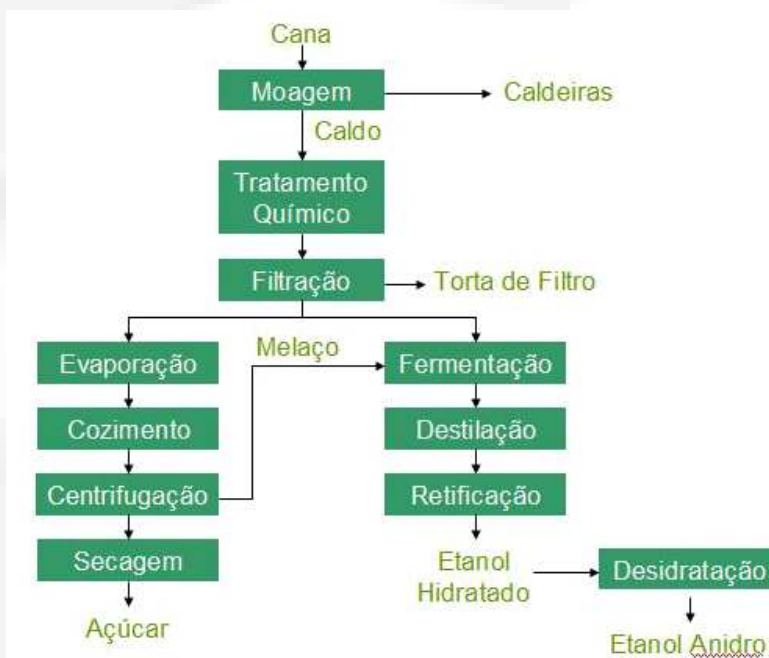 Cana
Moagem
Caldeiras
Caldo
Tratamento
Químico
Filtração
Torta de Filtro
Evaporação
Melaço
Fermentação
Cozimento
Destilação
Centrifugação
Retificação
Secagem
Etanol
Hidratado
Desidratação
Açúcar
Etanol Anidro